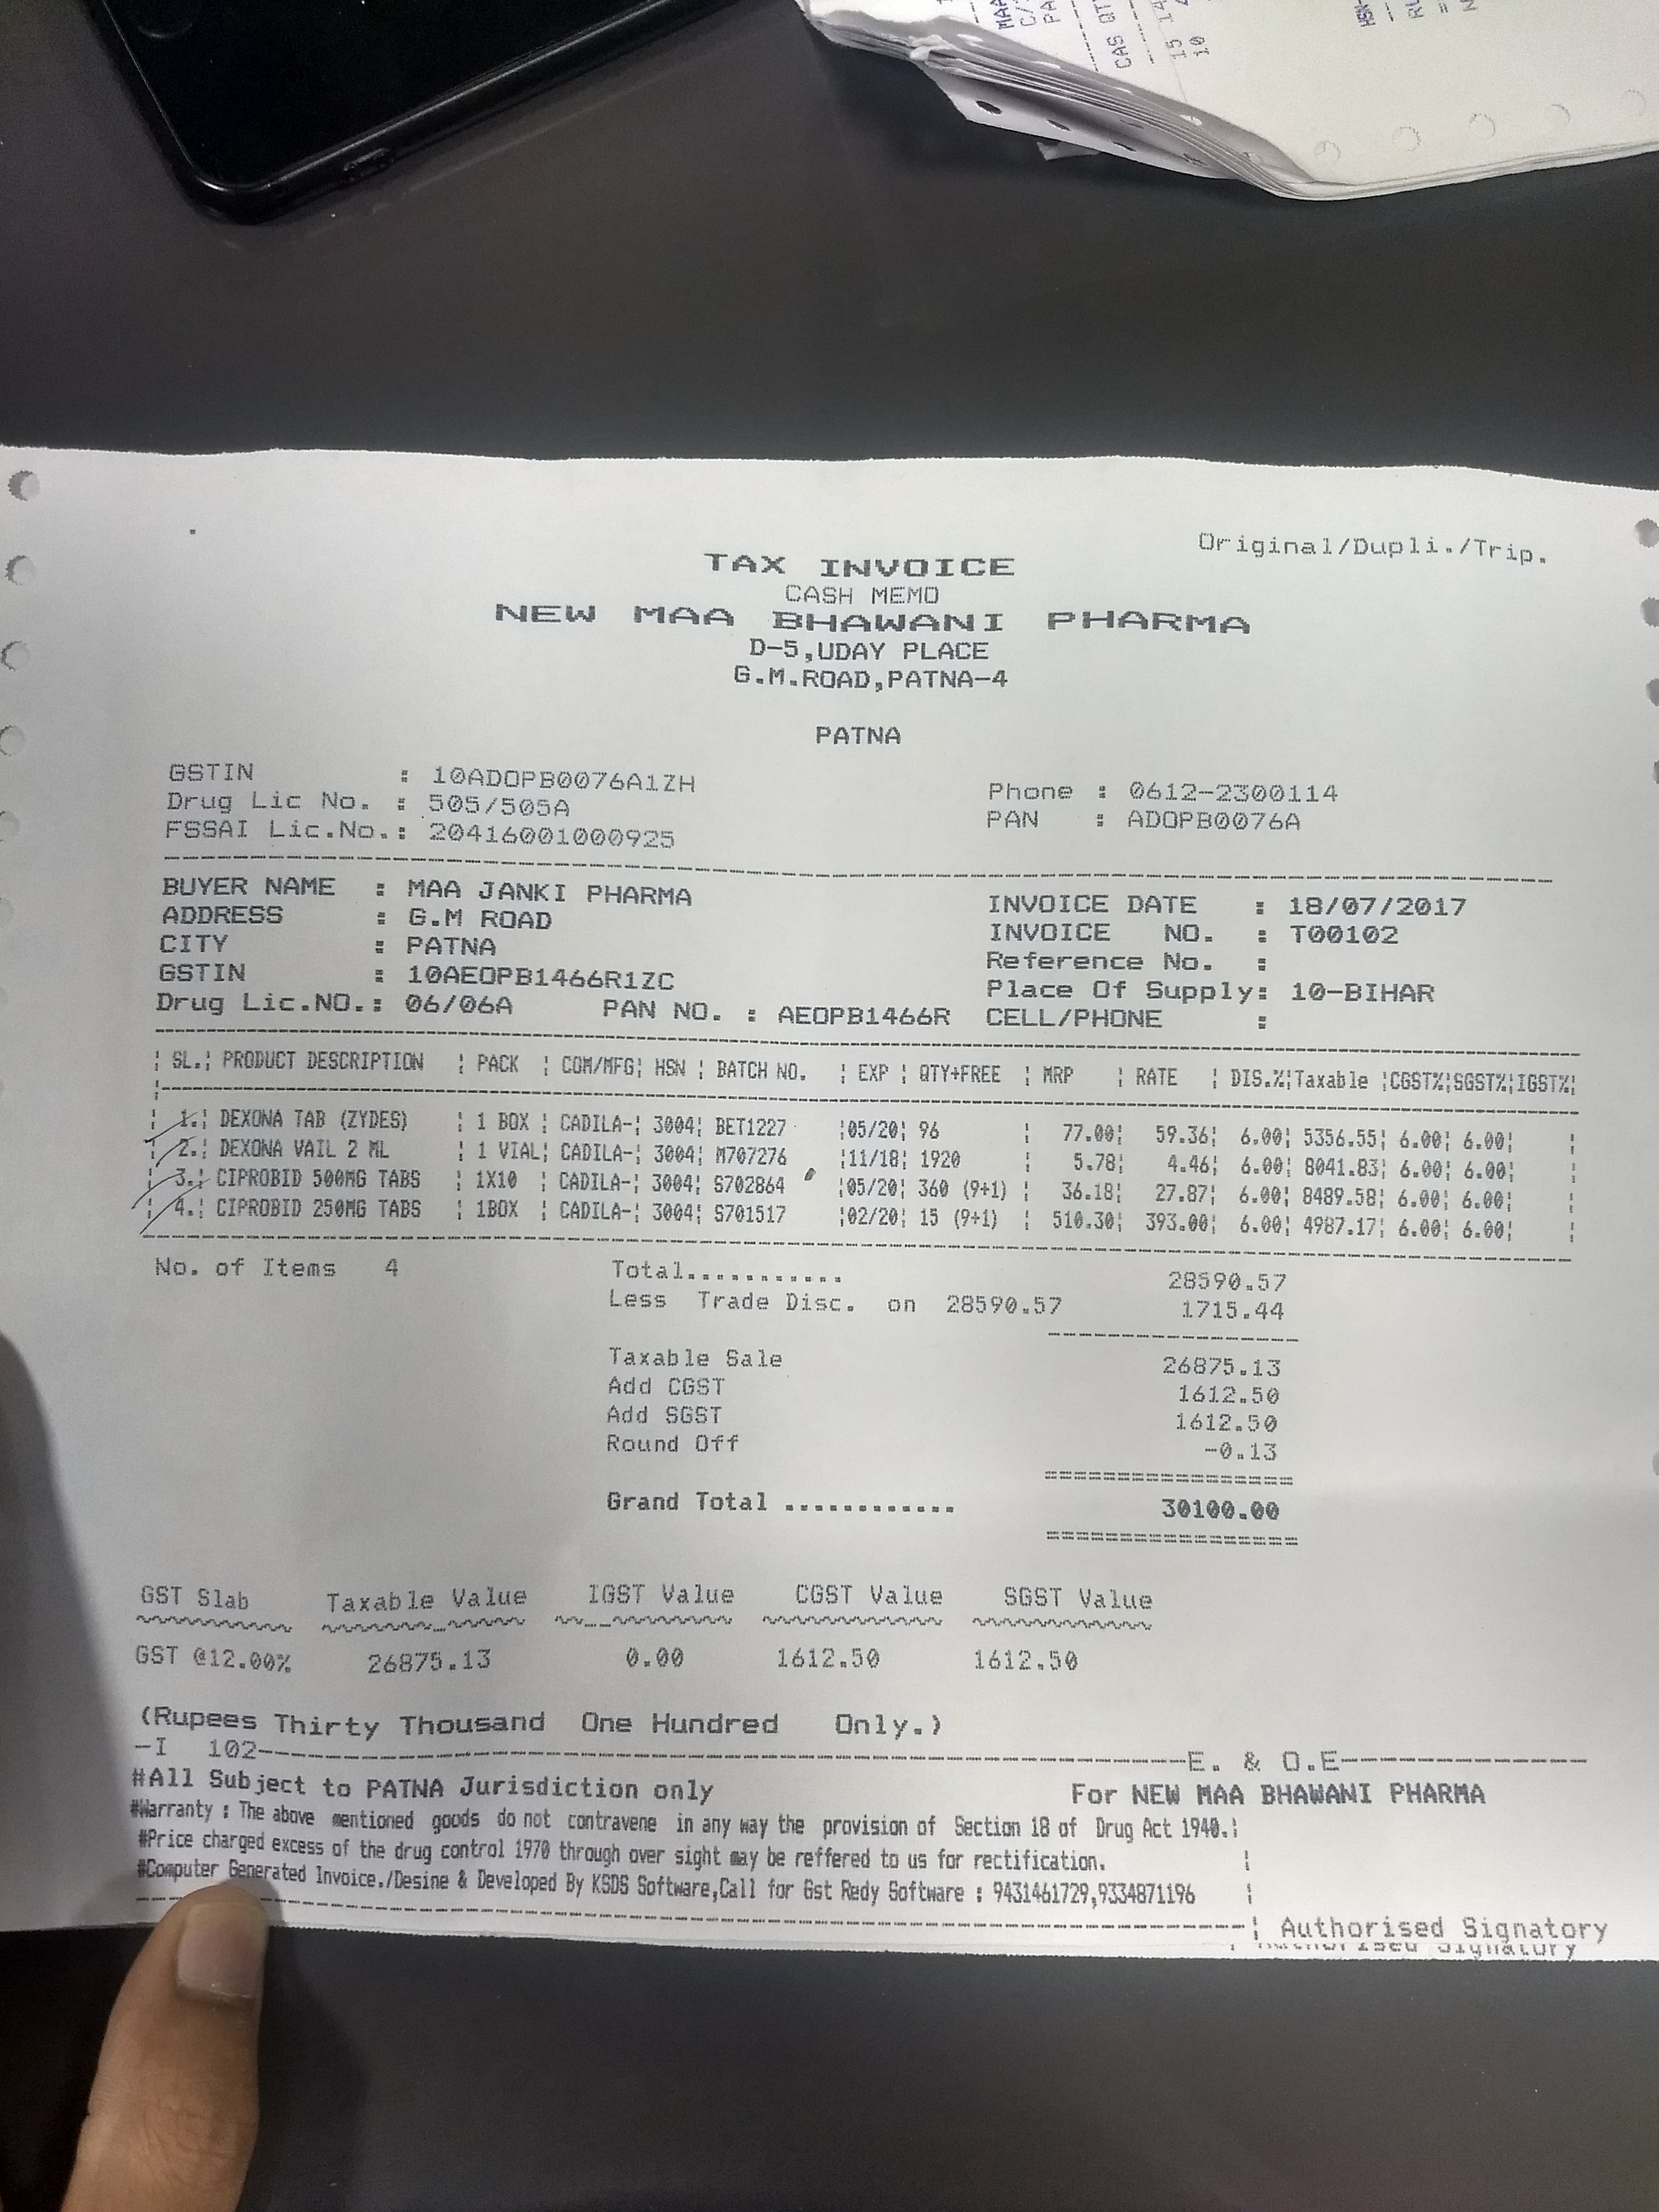 MAA
C/
PA
CAS QT
15 14
10
HSN
RU
N
Original/Dupli./Trip.
TAX INVOICE
CASH MEMO
NEW MAA BHAWANI PHARMA
D-5,UDAY PLACE
G.M.ROAD,PATNA-4
PATNA
GSTIN : 10ADOPB0076A1ZH
Drug Lic No. : 505/505A Phone : 0612-2300114
FSSAI Lic.No.: 20416001000925 PAN : ADOPB0076A
BUYER NAME : MAA JANKI PHARMA INVOICE DATE : 18/07/2017
ADDRESS : G.M ROAD INVOICE NO. : T00102
CITY : PATNA Reference No. :
GSTIN : 10AEOPB1466R1ZC Place Of Supply: 10-BIHAR
Drug Lic.NO.: 06/06A PAN NO. : AEOPB1466R CELL/PHONE :
¦ SL.¦ PRODUCT DESCRIPTION ¦ PACK ¦ COM/MFG¦ HSN ¦ BATCH NO. ¦ EXP ¦ QTY+FREE ¦ MRP ¦ RATE ¦ DIS.%¦Taxable ¦CGST%¦SGST%¦IGST%¦
¦ 1.¦ DEXONA TAB (ZYDES) ¦ 1 BOX ¦ CADILA-¦ 3004¦ BET1227 ¦05/20¦ 96 ¦ 77.00¦ 59.36¦ 6.00¦ 5356.55¦ 6.00¦ 6.00¦ ¦
¦ 2.¦ DEXONA VAIL 2 ML ¦ 1 VIAL¦ CADILA-¦ 3004¦ M707276 ¦11/18¦ 1920 ¦ 5.78¦ 4.46¦ 6.00¦ 8041.83¦ 6.00¦ 6.00¦ ¦
¦ 3.¦ CIPROBID 500MG TABS ¦ 1X10 ¦ CADILA-¦ 3004¦ S702864 ¦05/20¦ 360 (9+1) ¦ 36.18¦ 27.87¦ 6.00¦ 8489.58¦ 6.00¦ 6.00¦ ¦
¦ 4.¦ CIPROBID 250MG TABS ¦ 1BOX ¦ CADILA-¦ 3004¦ S701517 ¦02/20¦ 15 (9+1) ¦ 510.30¦ 393.00¦ 6.00¦ 4987.17¦ 6.00¦ 6.00¦ ¦
No. of Items 4 Total........... 28590.57
Less Trade Disc. on 28590.57 1715.44
Taxable Sale 26875.13
Add CGST 1612.50
Add SGST 1612.50
Round Off -0.13
Grand Total ............ 30100.00
GST Slab Taxable Value IGST Value CGST Value SGST Value
GST @12.00% 26875.13 0.00 1612.50 1612.50
(Rupees Thirty Thousand One Hundred Only.)
-I 102- E. & O.E
#All Subject to PATNA Jurisdiction only For NEW MAA BHAWANI PHARMA
#Warranty : The above mentioned goods do not contravene in any way the provision of Section 18 of Drug Act 1940.¦
#Price charged excess of the drug control 1970 through over sight may be reffered to us for rectification. ¦
#Computer Generated Invoice./Desine & Developed By KSDS Software,Call for Gst Redy Software : 9431461729,9334871196 ¦
¦ Authorised Signatory
Authorised Signatory